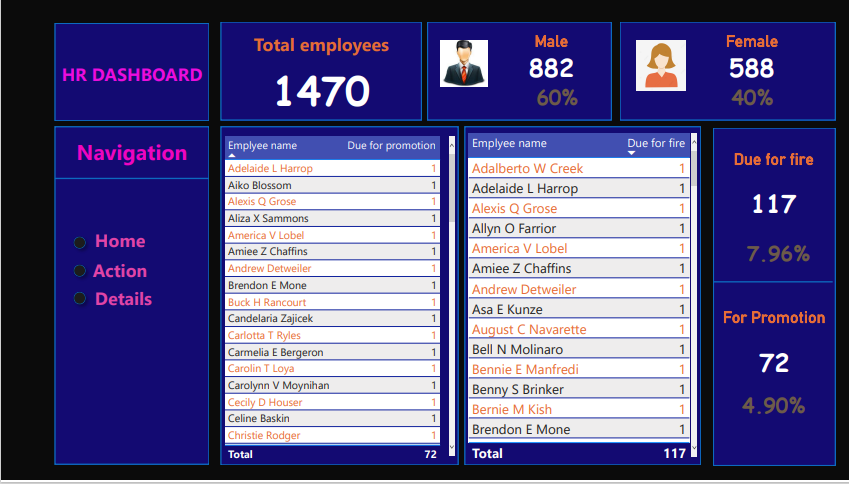 HR DASHBOARD
Total employees
1470
Male
882
60%
Female
588
40%
Navigation
Home
Action
Details
Emplyee name Due for promotion
Adelaide L Harrop 1
Aiko Blossom 1
Alexis Q Grose 1
Aliza X Sammons 1
America V Lobel 1
Amiee Z Chaffins 1
Andrew Detweiler 1
Brendon E Mone 1
Buck H Rancourt 1
Candelaria Zajicek 1
Carlotta T Ryles 1
Carmelia E Bergeron 1
Carolin T Loya 1
Carolynn V Moynihan 1
Cecily D Houser 1
Celine Baskin 1
Christie Rodger 1
Total 72
Emplyee name Due for fire
Adalberto W Creek 1
Adelaide L Harrop 1
Alexis Q Grose 1
Allyn O Farrior 1
America V Lobel 1
Amiee Z Chaffins 1
Andrew Detweiler 1
Asa E Kunze 1
August C Navarette 1
Bell N Molinaro 1
Bennie E Manfredi 1
Benny S Brinker 1
Bernie M Kish 1
Brendon E Mone 1
Total 117
Due for fire
117
7.96%
For Promotion
72
4.90%